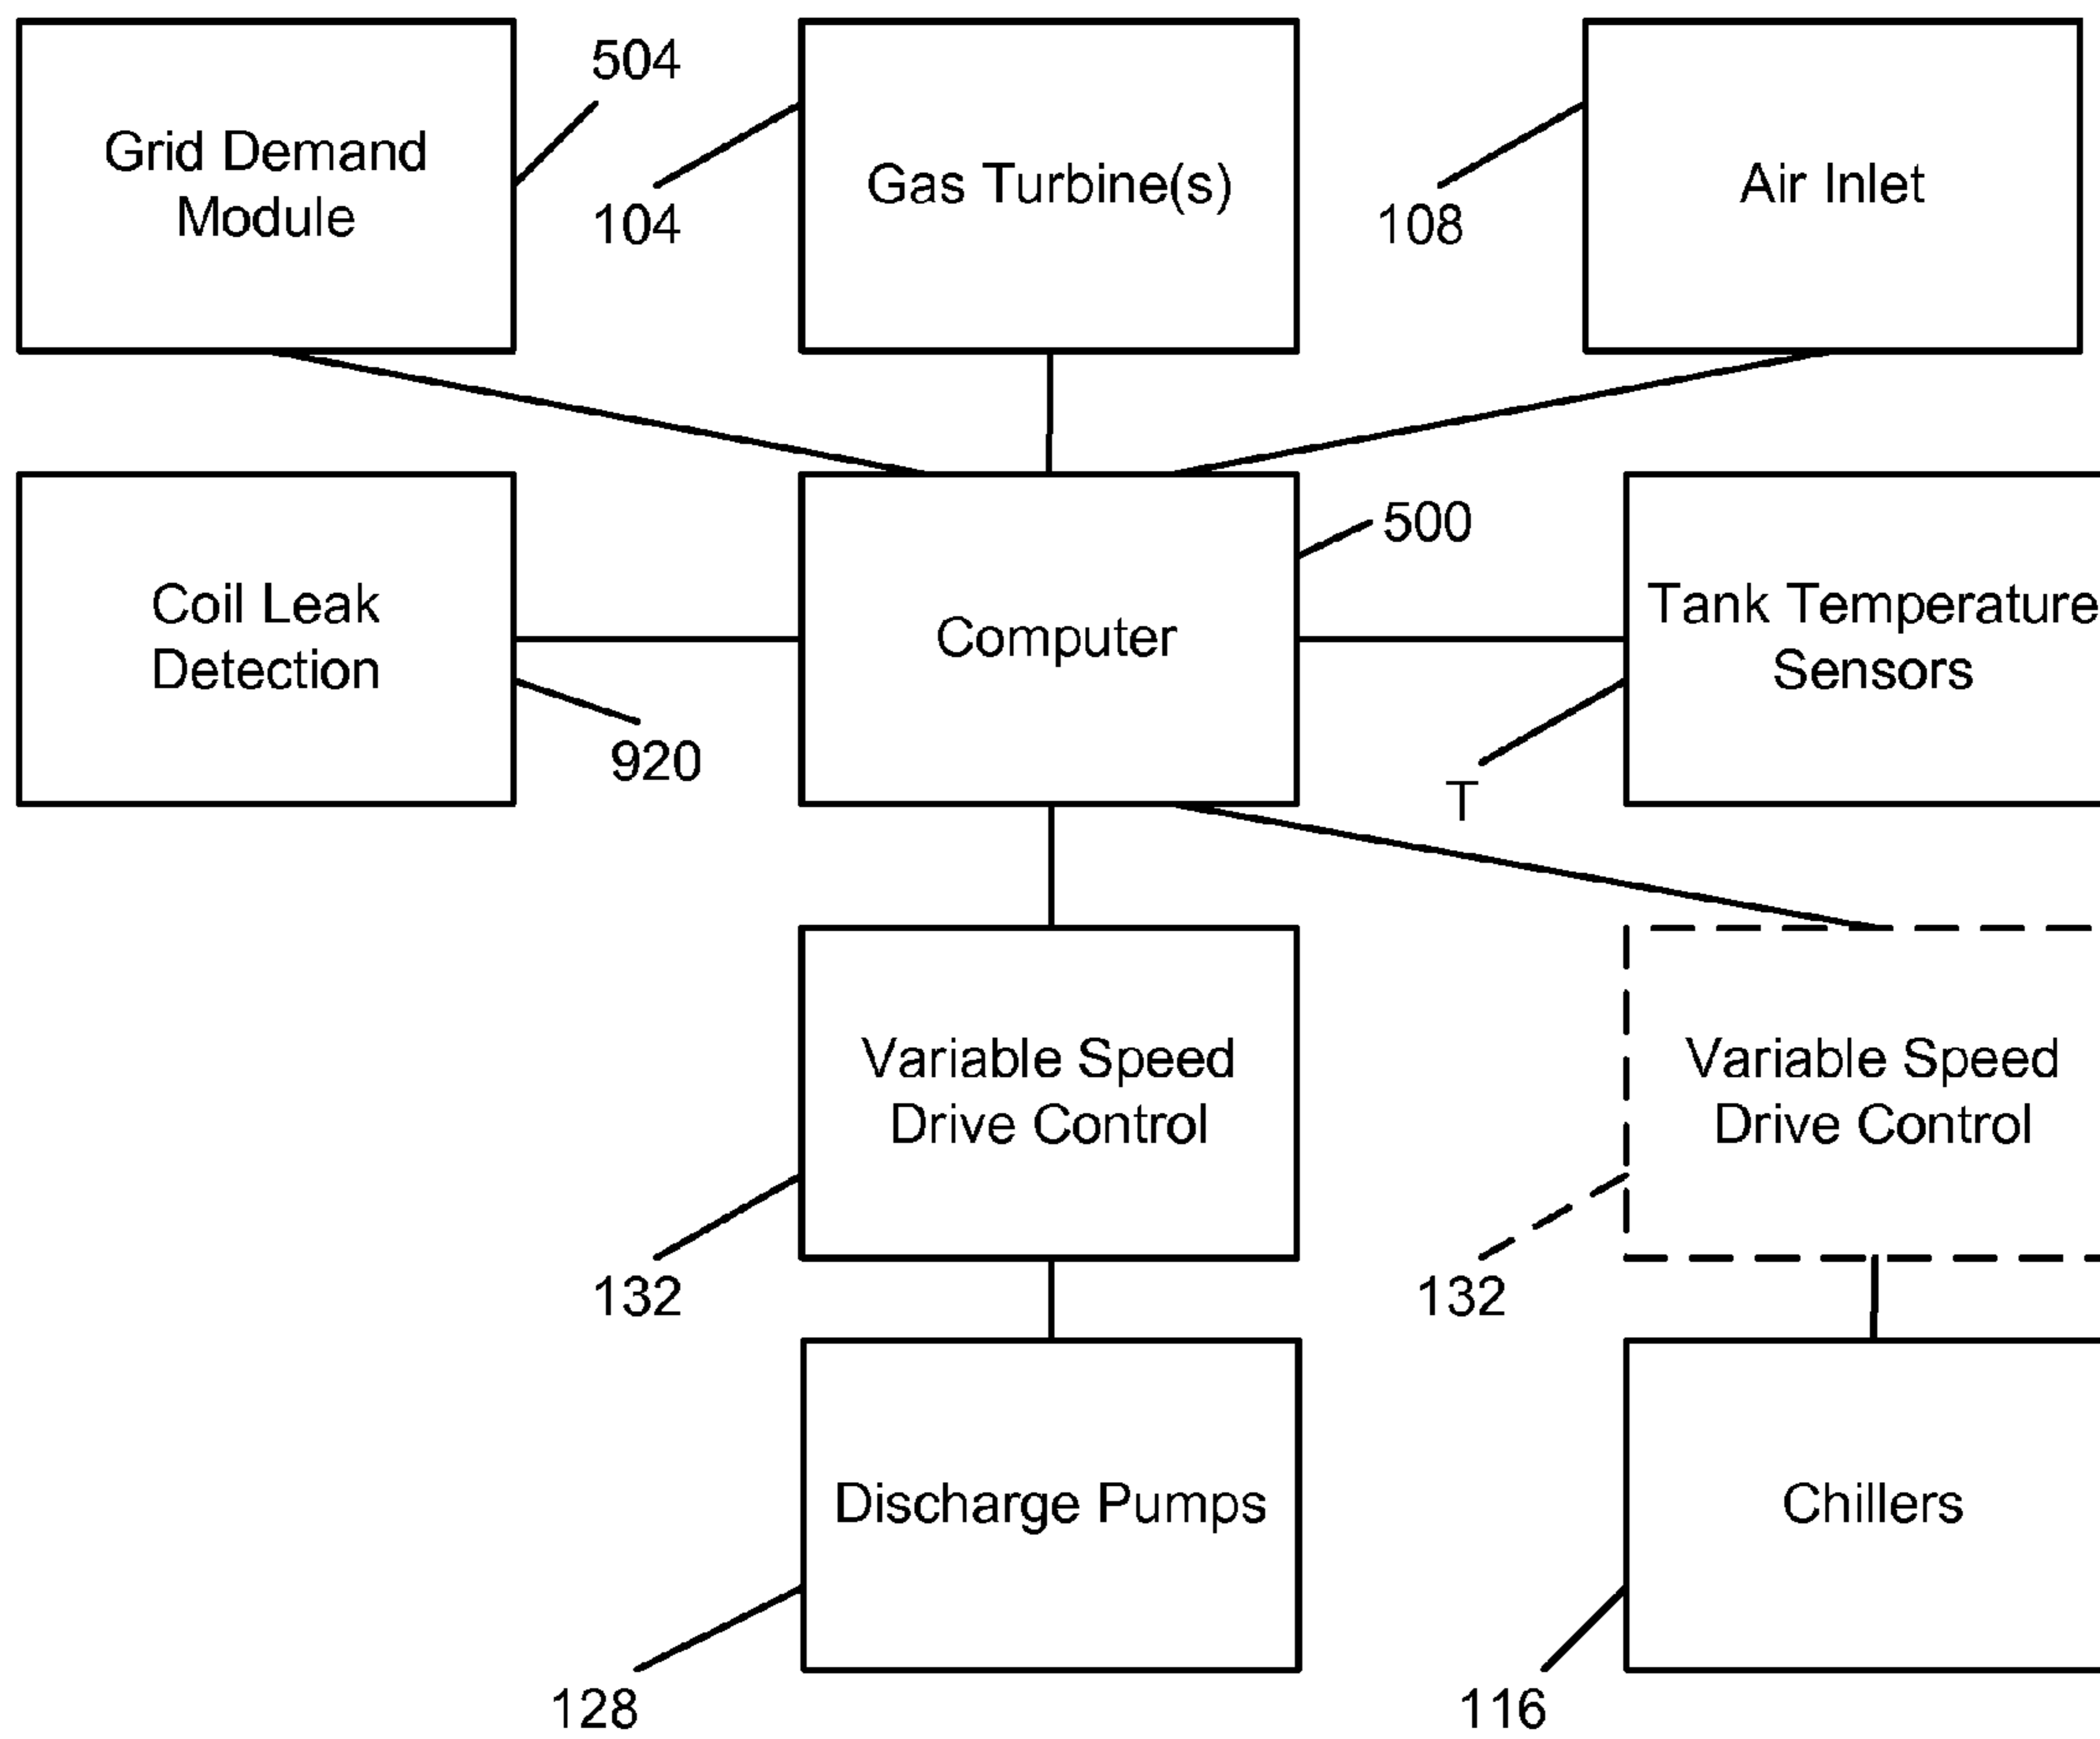 504
Grid Demand
Module
Gas Turbine(s)
104
Air Inlet
108
500
Coil Leak
Detection
Computer
Tank Temperature
Sensors
920
T
Variable Speed
Drive Control
Variable Speed
Drive Control
132
132
Discharge Pumps
Chillers
128
116